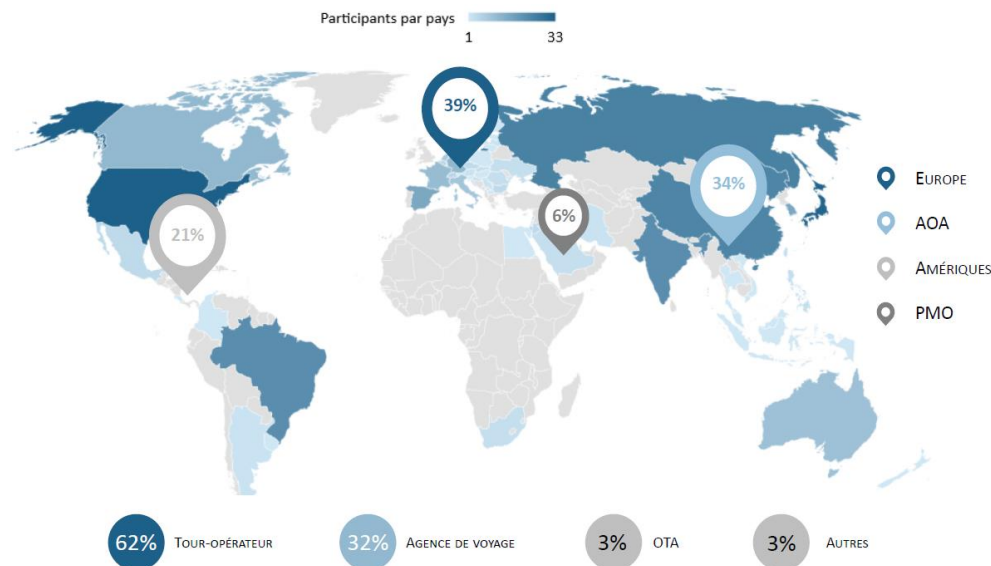 Participants par pays
1 33
39%
34%
6%
21%
EUROPE
AOA
AMÉRIQUES
PMO
62% TOUR-OPÉRATEUR 32% AGENCE DE VOYAGE 3% OTA 3% AUTRES